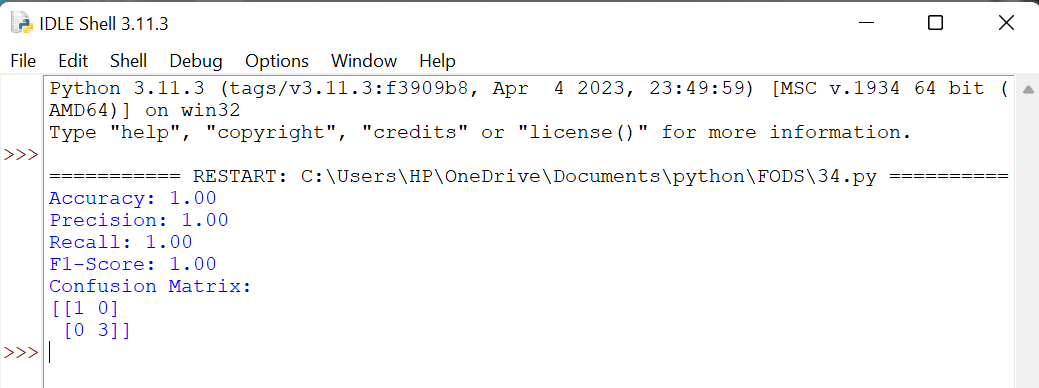 IDLE Shell 3.11.3
File Edit Shell Debug Options Window Help
Python 3.11.3 (tags/v3.11.3:f3909b8, Apr  4 2023, 23:49:59) [MSC v.1934 64 bit (
AMD64)] on win32
Type "help", "copyright", "credits" or "license()" for more information.
>>>
=========== RESTART: C:\Users\HP\OneDrive\Documents\python\FODS\34.py ==========
Accuracy: 1.00
Precision: 1.00
Recall: 1.00
F1-Score: 1.00
Confusion Matrix:
[[1 0]
 [0 3]]
>>>